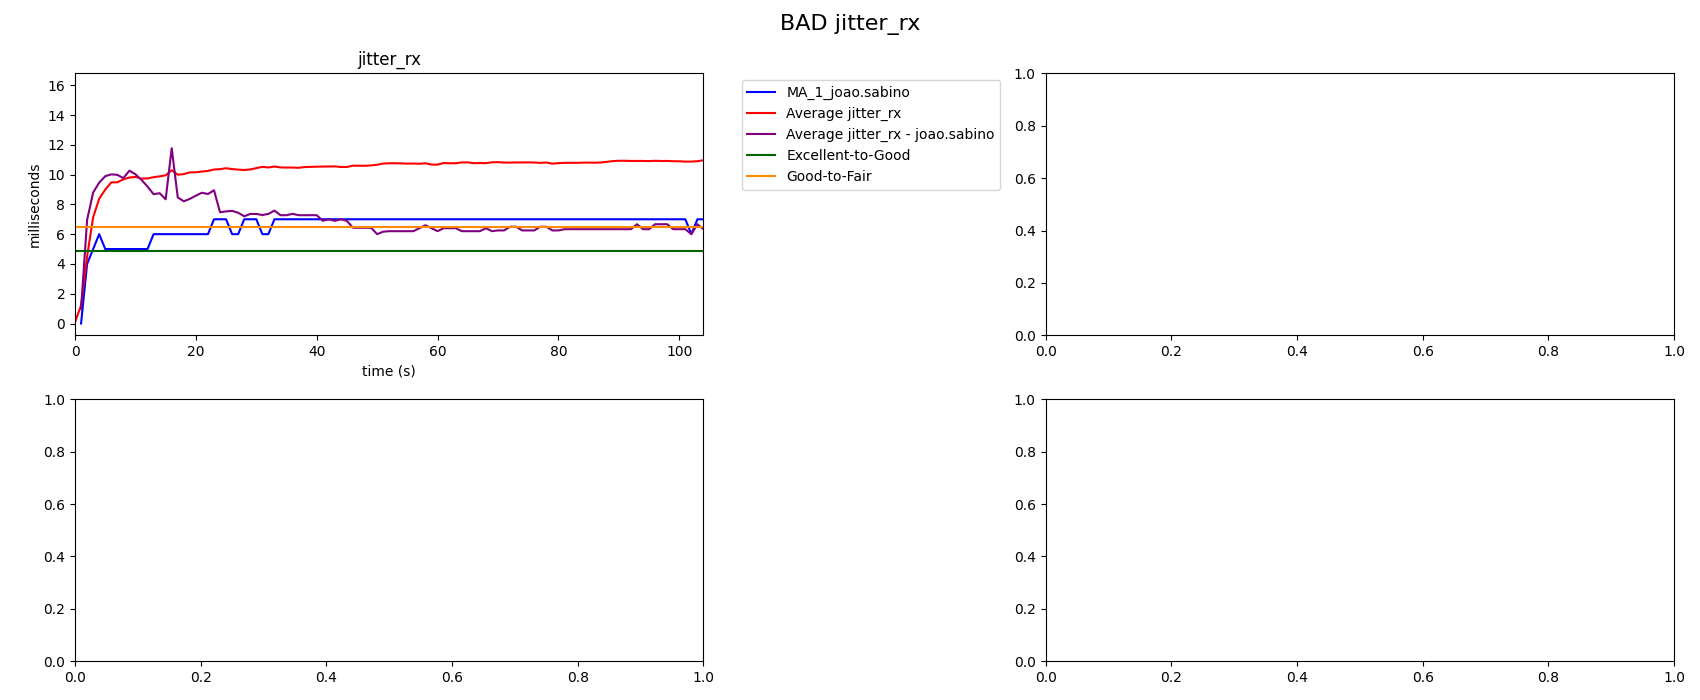 BAD jitter_rx
jitter_rx
milliseconds
16
14
12
10
8
6
4
2
0
0 20 40 60 80 100
time (s)
MA_1_joao.sabino
Average jitter_rx
Average jitter_rx - joao.sabino
Excellent-to-Good
Good-to-Fair
1.0
0.8
0.6
0.4
0.2
0.0
0.0 0.2 0.4 0.6 0.8 1.0
1.0
0.8
0.6
0.4
0.2
0.0
0.0 0.2 0.4 0.6 0.8 1.0
1.0
0.8
0.6
0.4
0.2
0.0
0.0 0.2 0.4 0.6 0.8 1.0